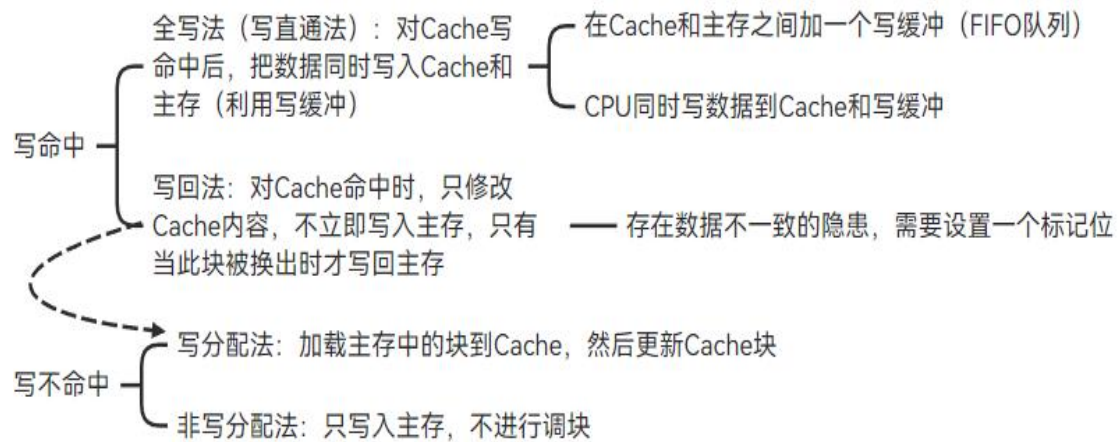 全写法（写直通法）：对Cache写
命中后，把数据同时写入Cache和
主存（利用写缓冲）
在Cache和主存之间加一个写缓冲（FIFO队列）
CPU同时写数据到Cache和写缓冲
写命中
写回法：对Cache命中时，只修改
Cache内容，不立即写入主存，只有
当此块被换出时才写回主存
存在数据不一致的隐患，需要设置一个标记位
写分配法：加载主存中的块到Cache，然后更新Cache块
写不命中
非写分配法：只写入主存，不进行调块